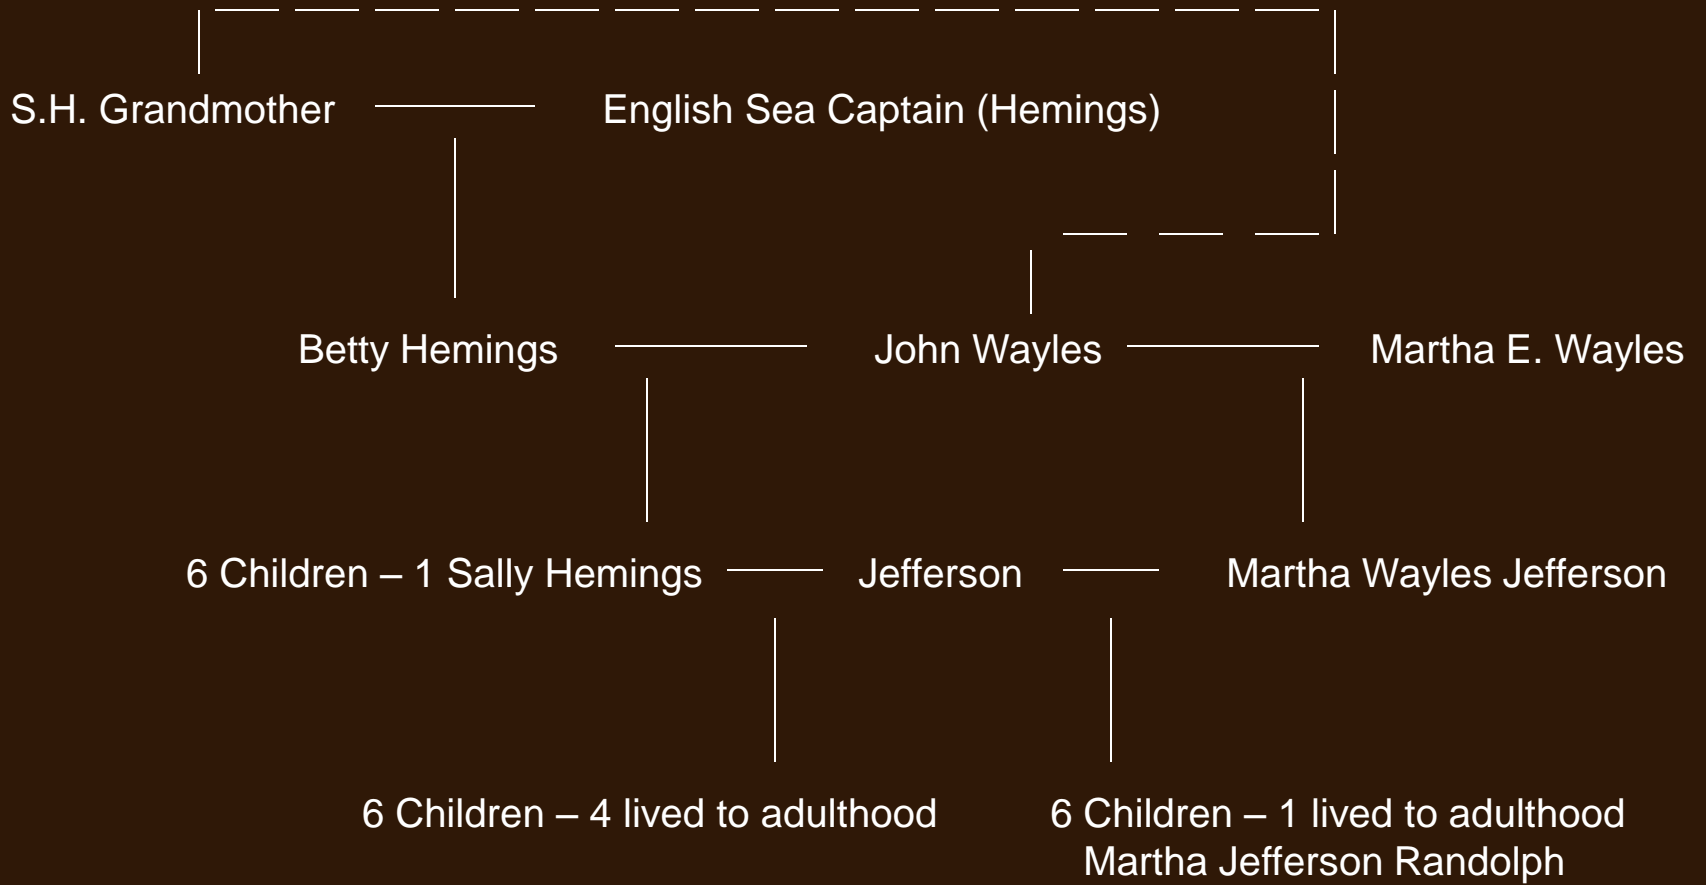 S.H. Grandmother
English Sea Captain (Hemings)
Betty Hemings
John Wayles
Martha E. Wayles
6 Children – 1 Sally Hemings
Jefferson
Martha Wayles Jefferson
6 Children – 4 lived to adulthood
6 Children – 1 lived to adulthood
Martha Jefferson Randolph